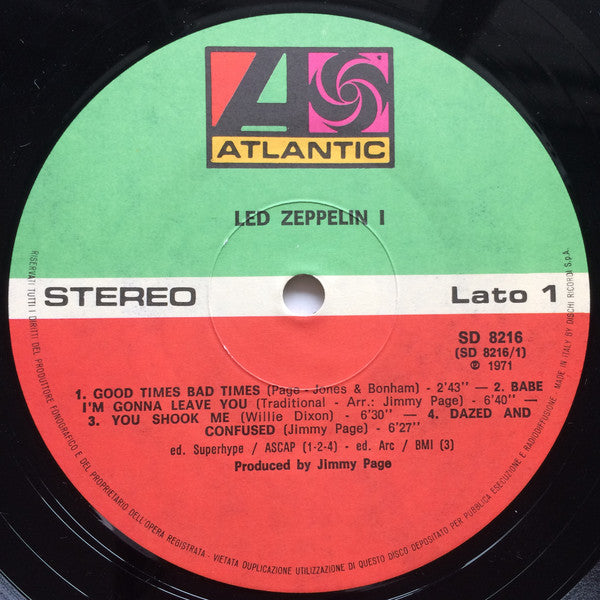 ATLANTIC
LED ZEPPELIN I
STEREO
Lato 1
SD 8216
(SD 8216/1)
℗ 1971
1. GOOD TIMES BAD TIMES (Page - Jones & Bonham) - 2'43" — 2. BABE
I'M GONNA LEAVE YOU (Traditional - Arr.: Jimmy Page) - 6'40" —
3. YOU SHOOK ME (Willie Dixon) - 6'30" — 4. DAZED AND
CONFUSED (Jimmy Page) - 6'27"
ed. Superhype / ASCAP (1-2-4) - ed. Arc / BMI (3)
Produced by Jimmy Page
RISERVATI TUTTI I DIRITTI DEL PRODUTTORE FONOGRAFICO E DEL PROPRIETARIO DELL'OPERA REGISTRATA - VIETATA DUPLICAZIONE UTILIZZAZIONE DI QUESTO DISCO DEPOSITATO PER PUBBLICA ESECUZIONE E RADIODIFFUSIONE. MADE IN ITALY BY DISCHI RICORDI S.p.A.